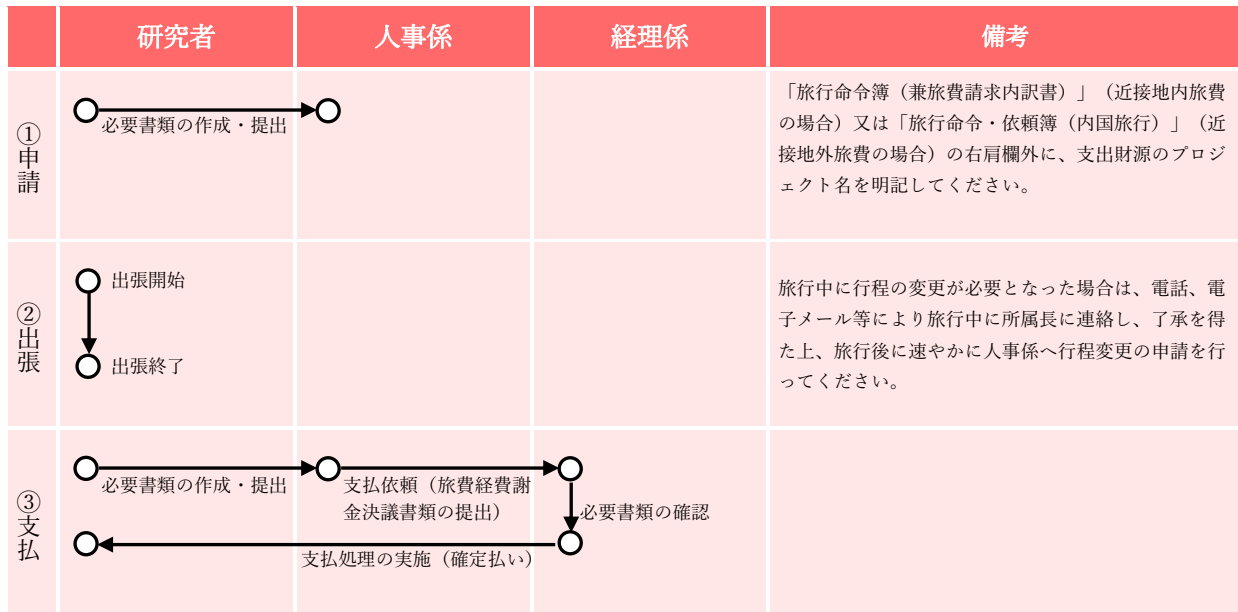 研究者
人事係
経理係
備考
①申請
必要書類の作成・提出
「旅行命令簿（兼旅費請求内訳書）」（近接地内旅費
の場合）又は「旅行命令・依頼簿（内国旅行）」（近
接地外旅費の場合）の右肩欄外に、支出財源のプロジ
ェクト名を明記してください。
②出張
出張開始
出張終了
旅行中に行程の変更が必要となった場合は、電話、電
子メール等により旅行中に所属長に連絡し、了承を得
た上、旅行後に速やかに人事係へ行程変更の申請を行
ってください。
③支払
必要書類の作成・提出
支払依頼（旅費経費謝
金決議書類の提出）
必要書類の確認
支払処理の実施（確定払い）